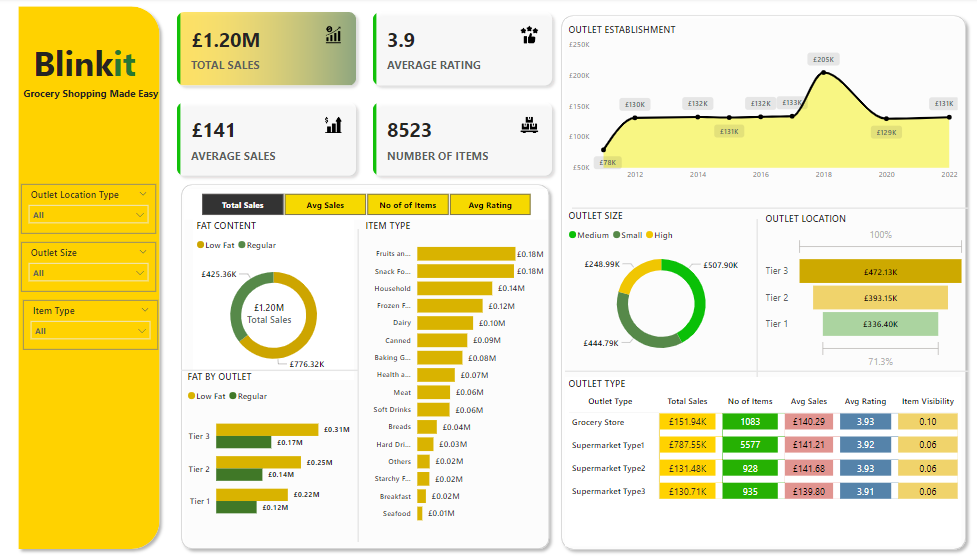 Blinkit
Grocery Shopping Made Easy
Outlet Location Type
All
Outlet Size
All
Item Type
All
£1.20M
TOTAL SALES
3.9
AVERAGE RATING
£141
AVERAGE SALES
8523
NUMBER OF ITEMS
Total Sales
Avg Sales
No of of Items
Avg Rating
FAT CONTENT
Low Fat Regular
£425.36K
£1.20M
Total Sales
£776.32K
FAT BY OUTLET
Low Fat Regular
Tier 3 £0.31M
£0.17M
Tier 2 £0.25M
£0.14M
Tier 1 £0.22M
£0.12M
ITEM TYPE
Fruits an... £0.18M
Snack Fo... £0.18M
Household £0.14M
Frozen F... £0.12M
Dairy £0.10M
Canned £0.09M
Baking G... £0.08M
Health a... £0.07M
Meat £0.06M
Soft Drinks £0.06M
Breads £0.04M
Hard Dri... £0.03M
Others £0.02M
Starchy F... £0.02M
Breakfast £0.02M
Seafood £0.01M
OUTLET ESTABLISHMENT
£250K
£200K
£150K
£100K
£50K
£78K
£130K
£132K
£131K
£132K
£133K
£205K
£129K
£131K
2012 2014 2016 2018 2020 2022
OUTLET SIZE
Medium Small High
£248.99K
£507.90K
£444.79K
OUTLET LOCATION
100%
Tier 3 £472.13K
Tier 2 £393.15K
Tier 1 £336.40K
71.3%
OUTLET TYPE
Outlet Type Total Sales No of Items Avg Sales Avg Rating Item Visibility
Grocery Store £151.94K 1083 £140.29 3.93 0.10
Supermarket Type1 £787.55K 5577 £141.21 3.92 0.06
Supermarket Type2 £131.48K 928 £141.68 3.93 0.06
Supermarket Type3 £130.71K 935 £139.80 3.91 0.06